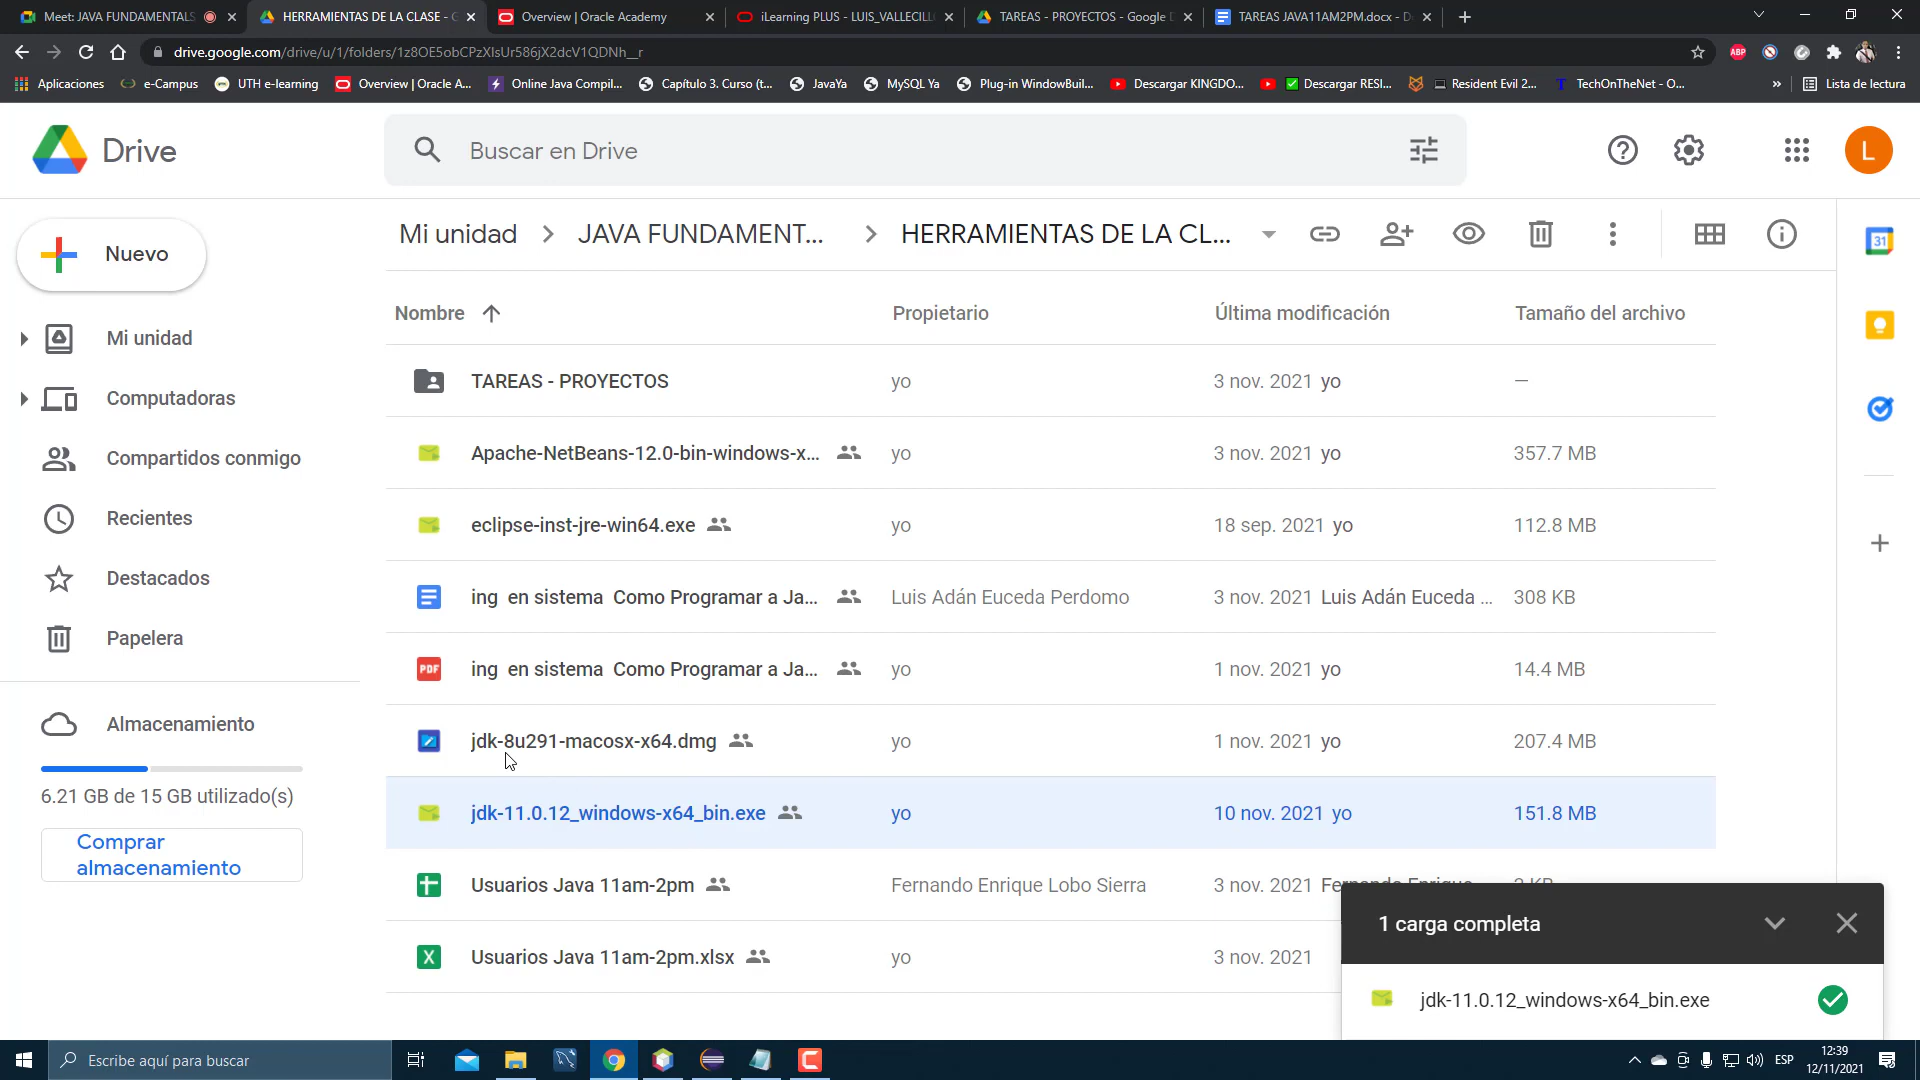 Meet: JAVA FUNDAMENTALS
HERRAMIENTAS DE LA CLASE - G
Overview | Oracle Academy
iLearning PLUS - LUIS_VALLECILL
TAREAS - PROYECTOS - Google D
TAREAS JAVA11AM2PM.docx - D
drive.google.com/drive/u/1/folders/1z8OE5obCPzXIsUr586jX2dcV1QDNh__r
ABP
Aplicaciones
e-Campus
UTH e-learning
Overview | Oracle A...
Online Java Compil...
Capítulo 3. Curso (t...
JavaYa
MySQL Ya
Plug-in WindowBuil...
Descargar KINGDO...
Descargar RESI...
Resident Evil 2...
TechOnTheNet - O...
»
Lista de lectura
Drive
Buscar en Drive
L
Nuevo
Mi unidad
JAVA FUNDAMENT...
HERRAMIENTAS DE LA CL...
31
Nombre
Propietario
Última modificación
Tamaño del archivo
Mi unidad
Computadoras
Compartidos conmigo
Recientes
Destacados
Papelera
Almacenamiento
6.21 GB de 15 GB utilizado(s)
Comprar
almacenamiento
TAREAS - PROYECTOS yo 3 nov. 2021 yo —
Apache-NetBeans-12.0-bin-windows-x... yo 3 nov. 2021 yo 357.7 MB
eclipse-inst-jre-win64.exe yo 18 sep. 2021 yo 112.8 MB
ing en sistema Como Programar a Ja... Luis Adán Euceda Perdomo 3 nov. 2021 Luis Adán Euceda ... 308 KB
PDF ing en sistema Como Programar a Ja... yo 1 nov. 2021 yo 14.4 MB
jdk-8u291-macosx-x64.dmg yo 1 nov. 2021 yo 207.4 MB
jdk-11.0.12_windows-x64_bin.exe yo 10 nov. 2021 yo 151.8 MB
Usuarios Java 11am-2pm Fernando Enrique Lobo Sierra 3 nov. 2021 Fernando Enrique
X Usuarios Java 11am-2pm.xlsx yo 3 nov. 2021
1 carga completa
jdk-11.0.12_windows-x64_bin.exe
Escribe aquí para buscar
ESP
12:39
12/11/2021